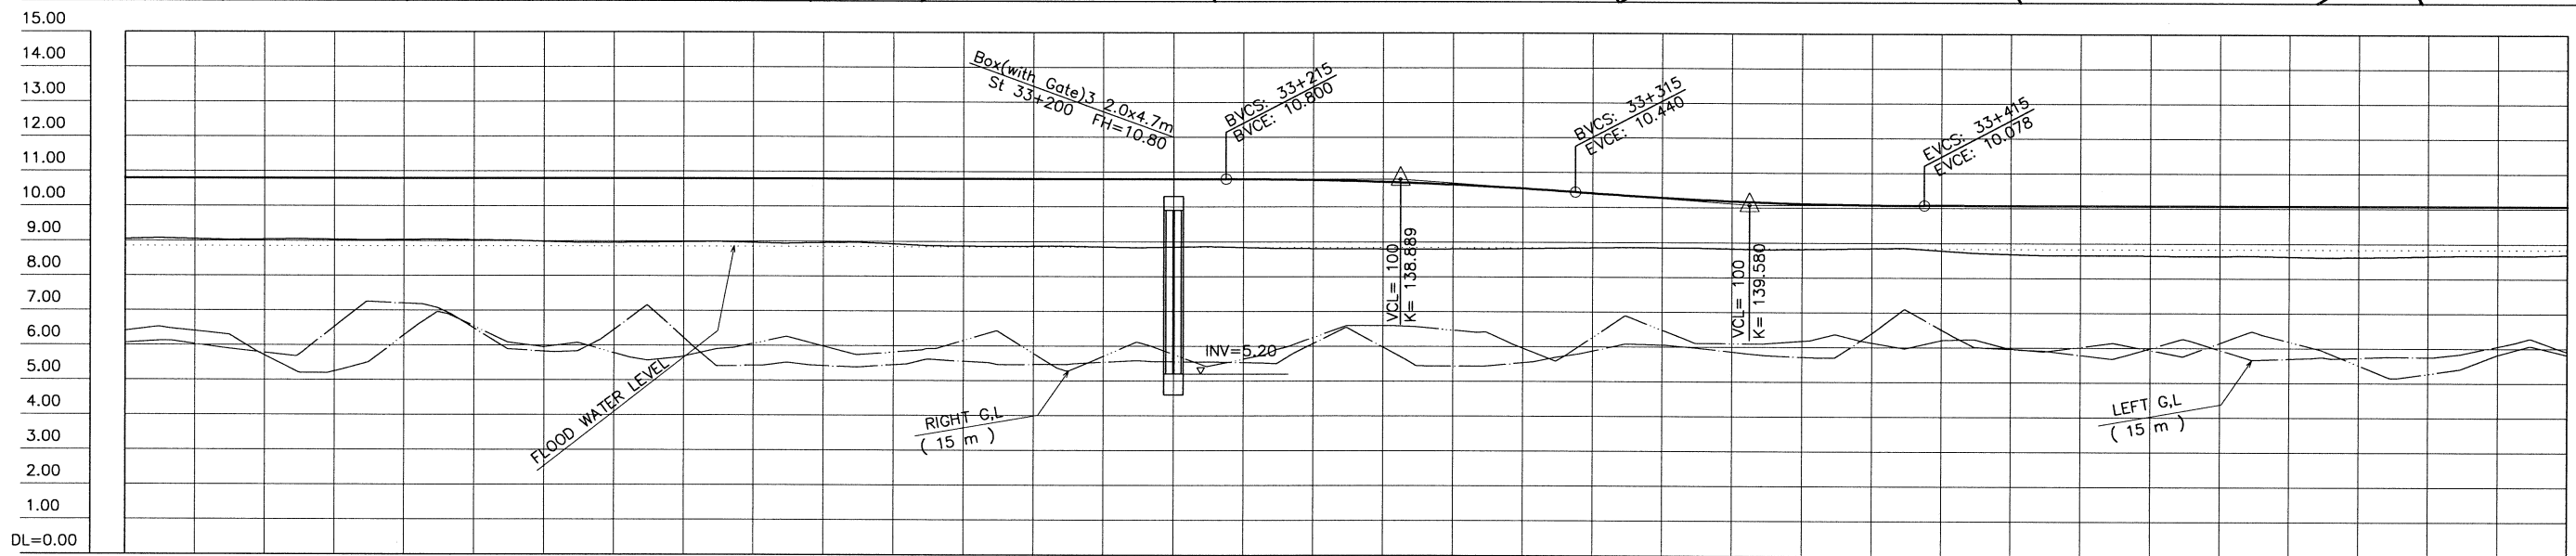 15.00
14.00
13.00
12.00
11.00
10.00
9.00
8.00
7.00
6.00
5.00
4.00
3.00
2.00
1.00
DL=0.00
Box(with Gate)3 2.0x4.7m
St 33+200 FH=10.80
BVCS: 33+215
BVCE: 10.800
BVCS: 33+315
EVCE: 10.440
EVCS: 33+415
EVCE: 10.078
VCL= 100
K= 138.889
VCL= 100
K= 139.580
INV=5.20
FLOOD WATER LEVEL
RIGHT G,L
( 15 m )
LEFT G,L
( 15 m )